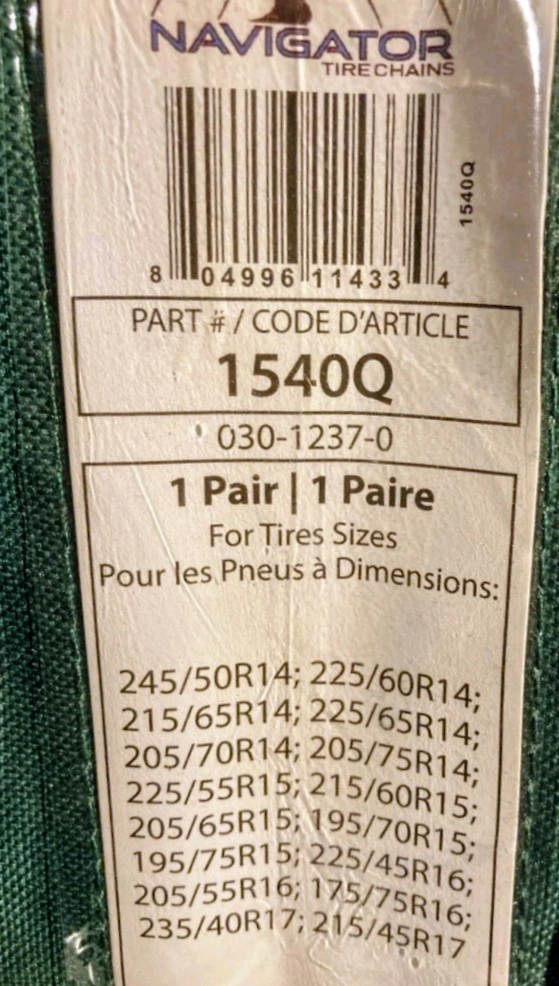 NAVIGATOR
TIRE CHAINS
1540Q
8 04996 11433 4
PART # / CODE D'ARTICLE
1540Q
030-1237-0
1 Pair | 1 Paire
For Tires Sizes
Pour les Pneus à Dimensions:
245/50R14; 225/60R14;
215/65R14; 225/65R14;
205/70R14; 205/75R14;
225/55R15; 215/60R15;
205/65R15; 195/70R15;
195/75R15; 225/45R16;
205/55R16; 175/75R16;
235/40R17; 215/45R17